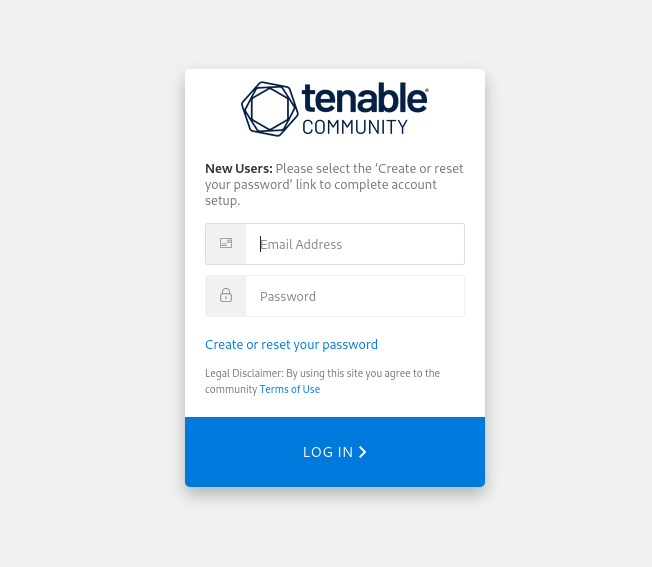 tenable®
COMMUNITY
New Users: Please select the ‘Create or reset
your password’ link to complete account
setup.
Email Address
Password
Create or reset your password
Legal Disclaimer: By using this site you agree to the
community Terms of Use
LOG IN